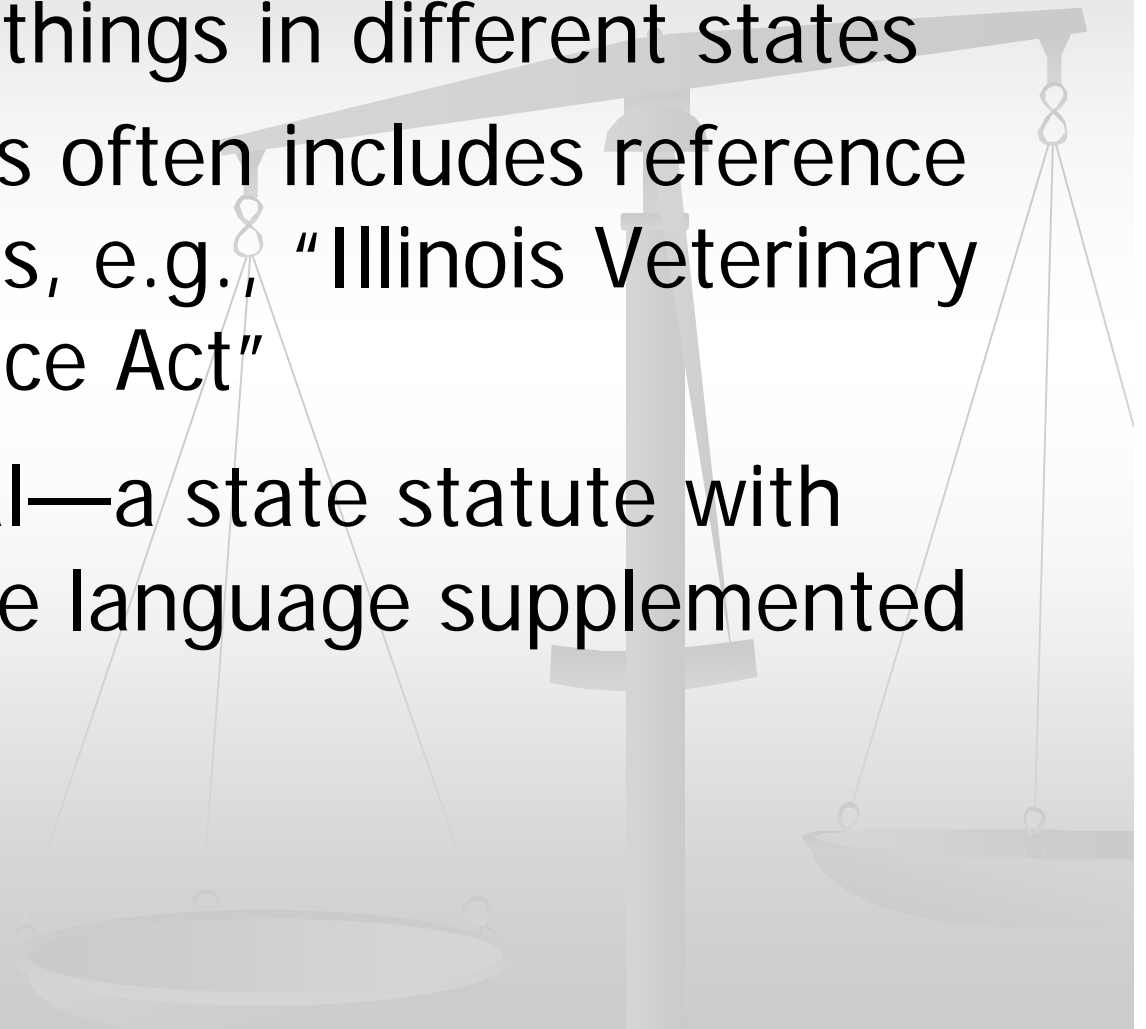 things in different states
s often includes reference
s, e.g., “Illinois Veterinary
ce Act”
l—a state statute with
e language supplemented